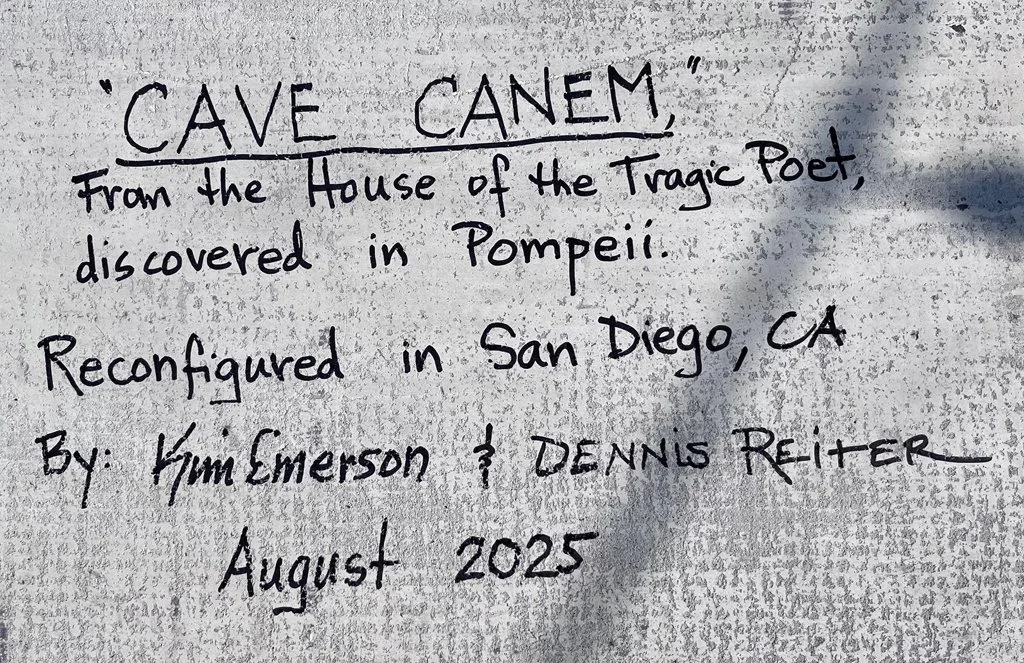 "CAVE CANEM,"
From the House of the Tragic Poet,
discovered in Pompeii.
Reconfigured in San Diego, CA
By: Kim Emerson & DENNIS REITER
August 2025